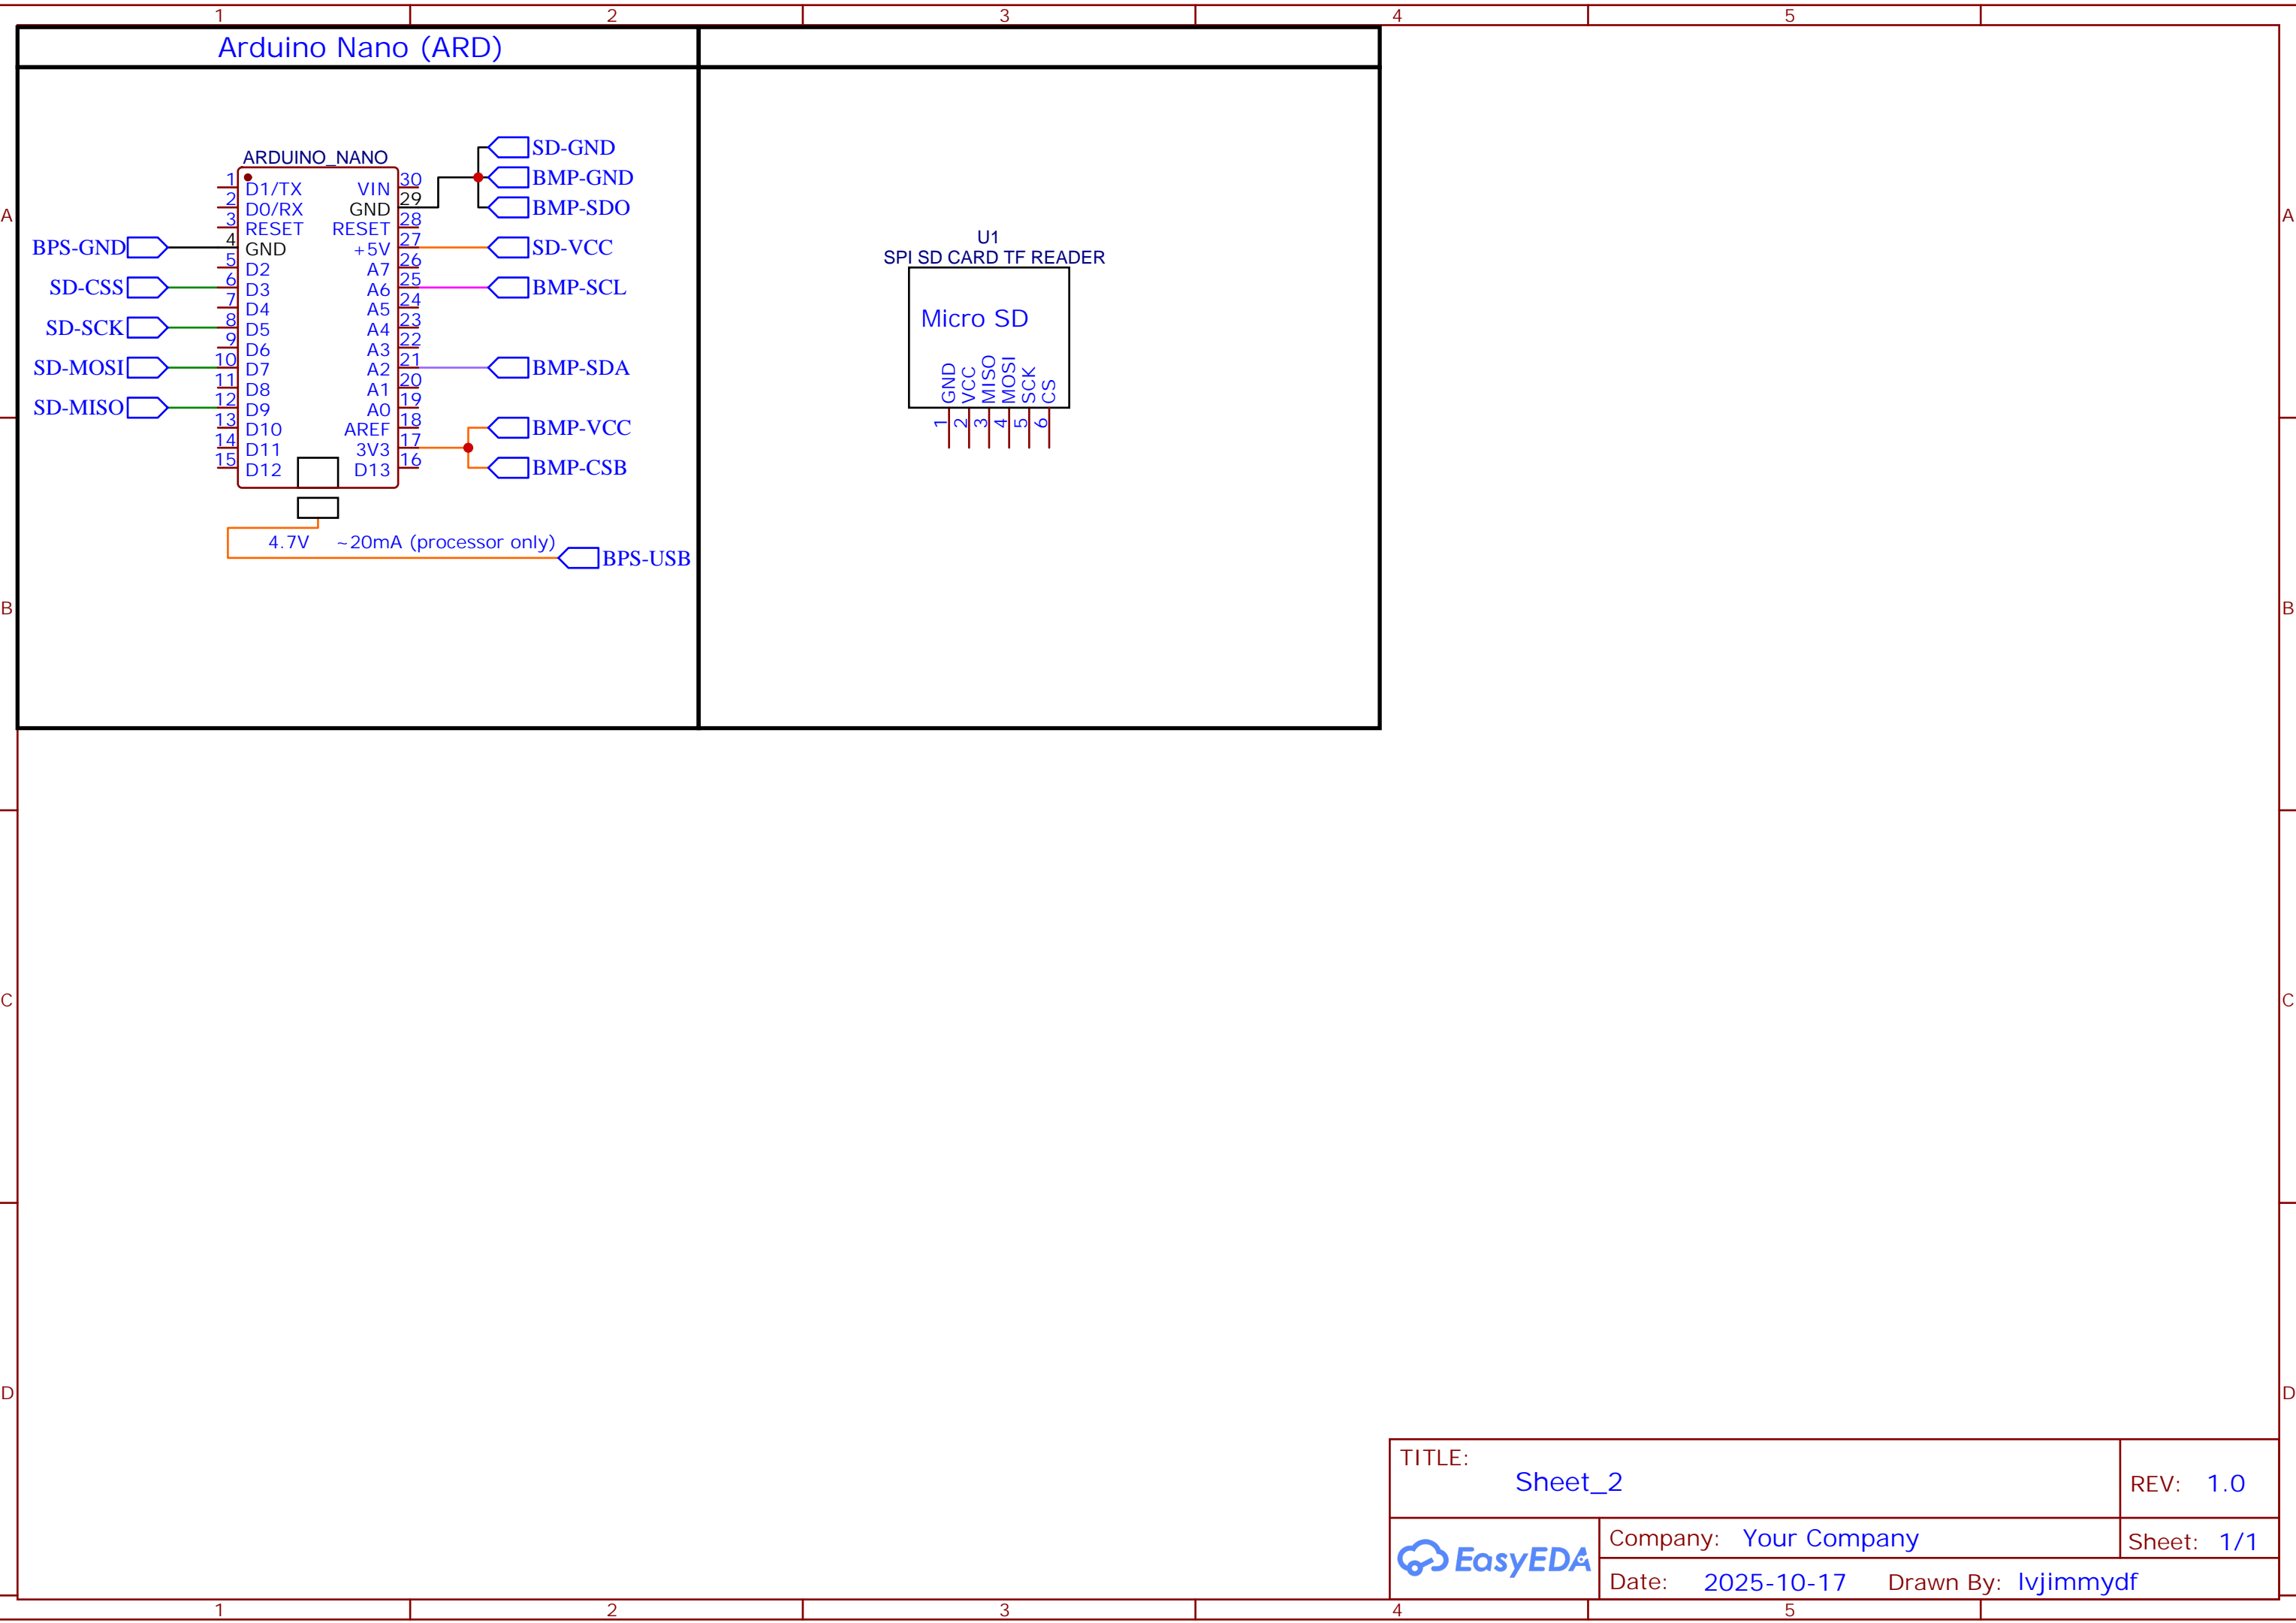 1 2 3 4 5
Arduino Nano (ARD)
ARDUINO_NANO
SD-GND
BMP-GND
BMP-SDO
1 D1/TX VIN 30
2 D0/RX GND 29
3 RESET RESET 28
BPS-GND 4 GND +5V 27 SD-VCC
5 D2 A7 26
SD-CSS 6 D3 A6 25 BMP-SCL
7 D4 A5 24
SD-SCK 8 D5 A4 23
9 D6 A3 22
SD-MOSI 10 D7 A2 21 BMP-SDA
11 D8 A1 20
SD-MISO 12 D9 A0 19
13 D10 AREF 18 BMP-VCC
14 D11 3V3 17
15 D12 D13 16 BMP-CSB
4.7V ~20mA (processor only)
BPS-USB
U1
SPI SD CARD TF READER
Micro SD
GND
VCC
MISO
MOSI
SCK
CS
1 2 3 4 5 6
A A
B B
C C
D D
TITLE:
Sheet_2
REV: 1.0
EasyEDA
Company: Your Company
Sheet: 1/1
Date: 2025-10-17 Drawn By: lvjimmydf
1 2 3 4 5